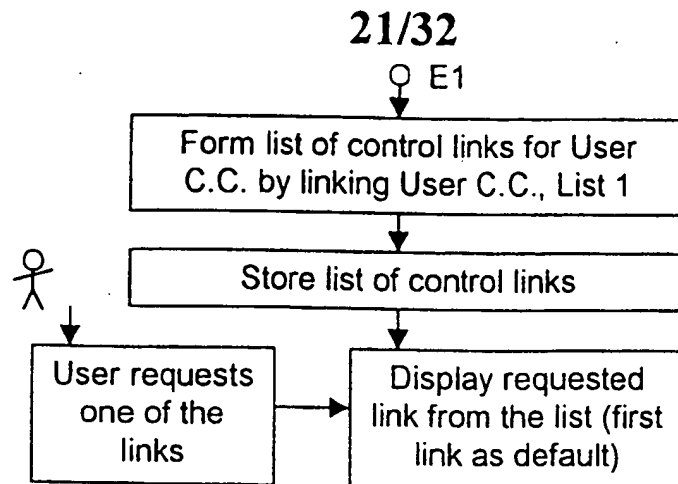 21/32
E1
Form list of control links for User
C.C. by linking User C.C., List 1
Store list of control links
User requests
one of the
links
Display requested
link from the list (first
link as default)